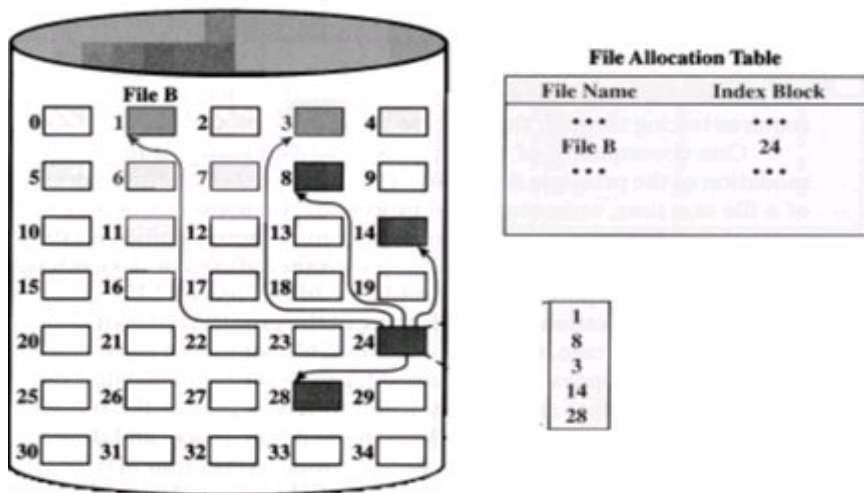 File B
0 1 2 3 4
5 6 7 8 9
10 11 12 13 14
15 16 17 18 19
20 21 22 23 24
25 26 27 28 29
30 31 32 33 34
File Allocation Table
File Name Index Block
• • • • • •
File B 24
• • • • • •
1
8
3
14
28